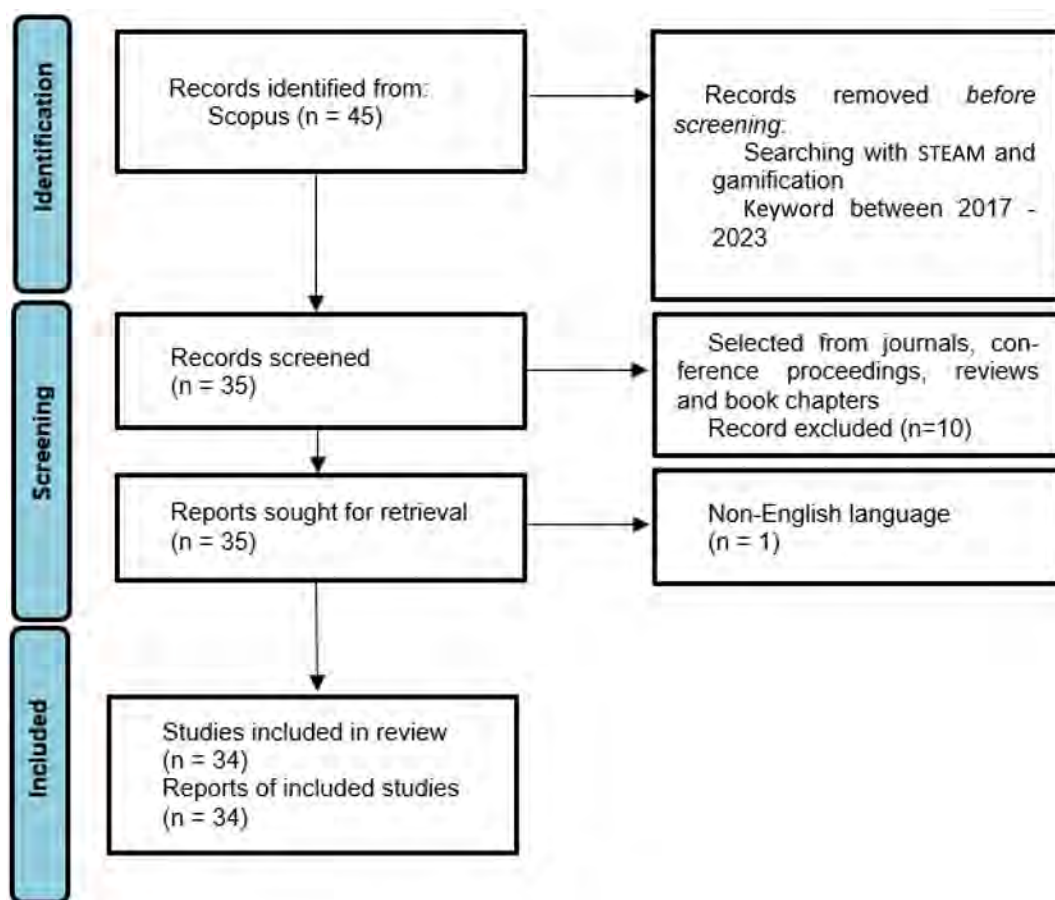 Identification
Records identified from:
Scopus (n = 45)
Records removed before
screening:
Searching with STEAM and
gamification
Keyword between 2017 -
2023
Screening
Records screened
(n = 35)
Selected from journals, con-
ference proceedings, reviews
and book chapters
Record excluded (n=10)
Reports sought for retrieval
(n = 35)
Non-English language
(n = 1)
Included
Studies included in review
(n = 34)
Reports of included studies
(n = 34)